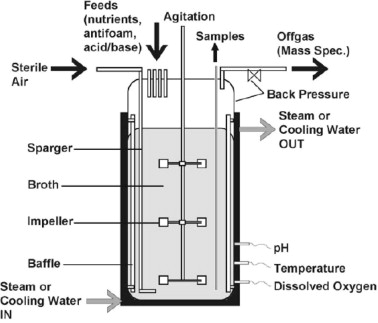 Feeds
(nutrients,
antifoam,
acid/base)
Agitation
Samples
Offgas
(Mass Spec.)
Sterile
Air
Back Pressure
Steam or
Cooling Water
OUT
Sparger
Broth
Impeller
Baffle
pH
Temperature
Dissolved Oxygen
Steam or
Cooling Water
IN